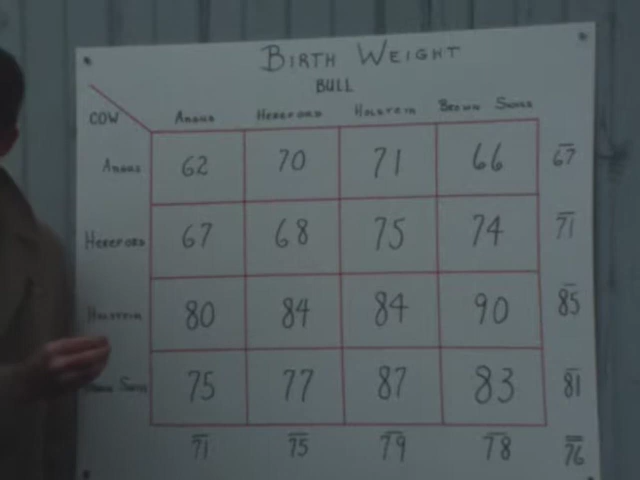 BIRTH WEIGHT
BULL
COW ANGUS HEREFORD HOLSTEIN BROWN SWISS
ANGUS 62 70 71 66 67
HEREFORD 67 68 75 74 71
HOLSTEIN 80 84 84 90 85
SWISS 75 77 87 83 81
71 75 79 78 76